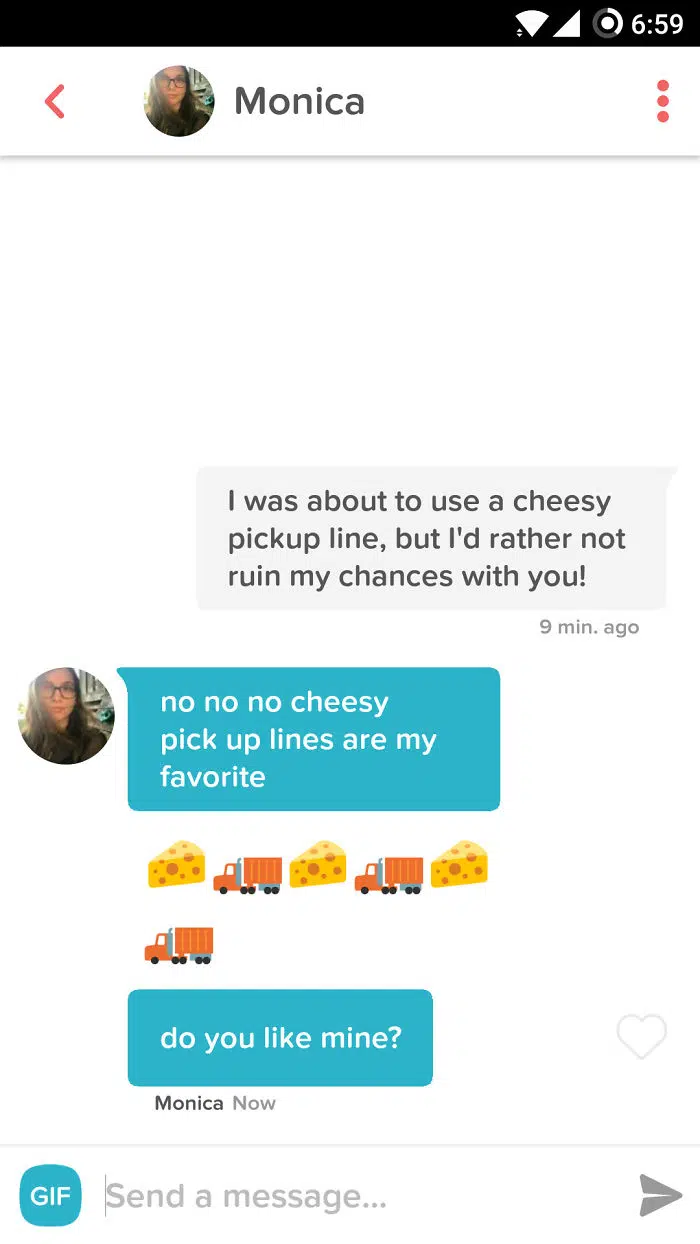 6:59
Monica
I was about to use a cheesy
pickup line, but I'd rather not
ruin my chances with you!
9 min. ago
no no no cheesy
pick up lines are my
favorite
🧀🚛🧀🚛🧀
🚛
do you like mine?
Monica Now
GIF Send a message...